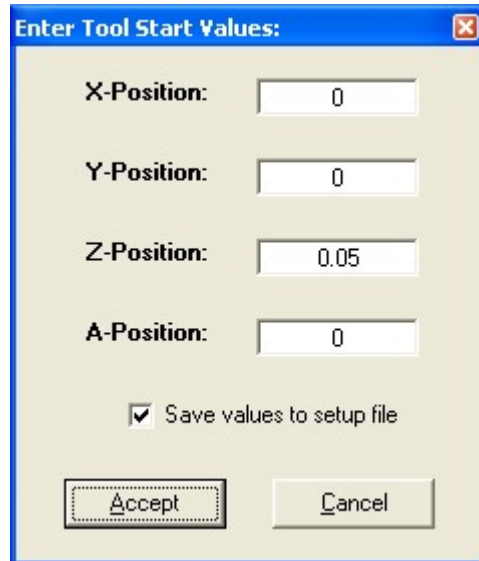 Enter Tool Start Values:
X-Position: 0
Y-Position: 0
Z-Position: 0.05
A-Position: 0
Save values to setup file
Accept Cancel